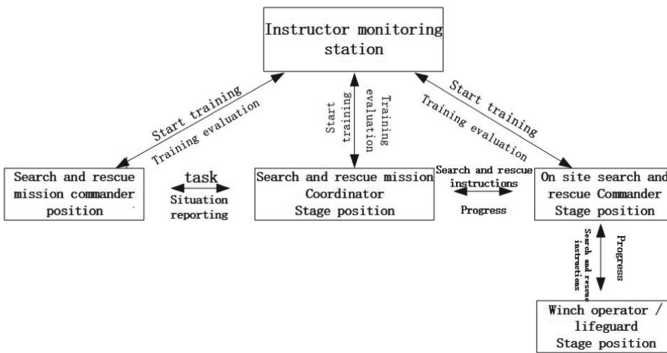 Instructor monitoring
station
Start training
Training evaluation
Start
training
Training
evaluation
Start training
Training evaluation
Search and rescue
mission commander
position
task
Situation
reporting
Search and rescue mission
Coordinator
Stage position
Search and rescue
instructions
Progress
On site search and
rescue Commander
Stage position
Search and rescue
instructions
Progress
Winch operator /
lifeguard
Stage position